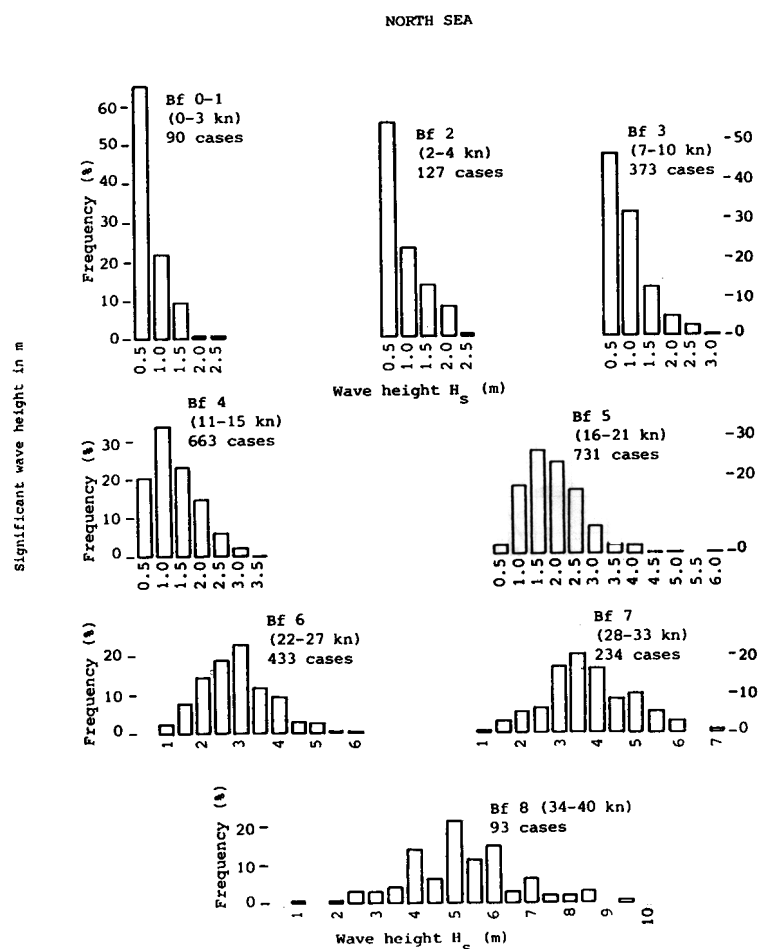 NORTH SEA
Significant wave height in m
Frequency (%)
60
50
40
30
20
10
0
Bf 0-1
(0-3 kn)
90 cases
0.5 1.0 1.5 2.0 2.5
Bf 2
(2-4 kn)
127 cases
0.5 1.0 1.5 2.0 2.5
Bf 3
(7-10 kn)
373 cases
50
40
30
20
10
0
0.5 1.0 1.5 2.0 2.5 3.0
Wave height Hs (m)
Frequency (%)
30
20
10
0
Bf 4
(11-15 kn)
663 cases
0.5 1.0 1.5 2.0 2.5 3.0 3.5
Bf 5
(16-21 kn)
731 cases
30
20
0
0.5 1.0 1.5 2.0 2.5 3.0 3.5 4.0 4.5 5.0 5.5 6.0
Frequency (%)
20
10
0
Bf 6
(22-27 kn)
433 cases
1 2 3 4 5 6
Bf 7
(28-33 kn)
234 cases
20
10
0
1 2 3 4 5 6 7
Frequency (%)
20
10
0
Bf 8 (34-40 kn)
93 cases
1 2 3 4 5 6 7 8 9 10
Wave height Hs (m)